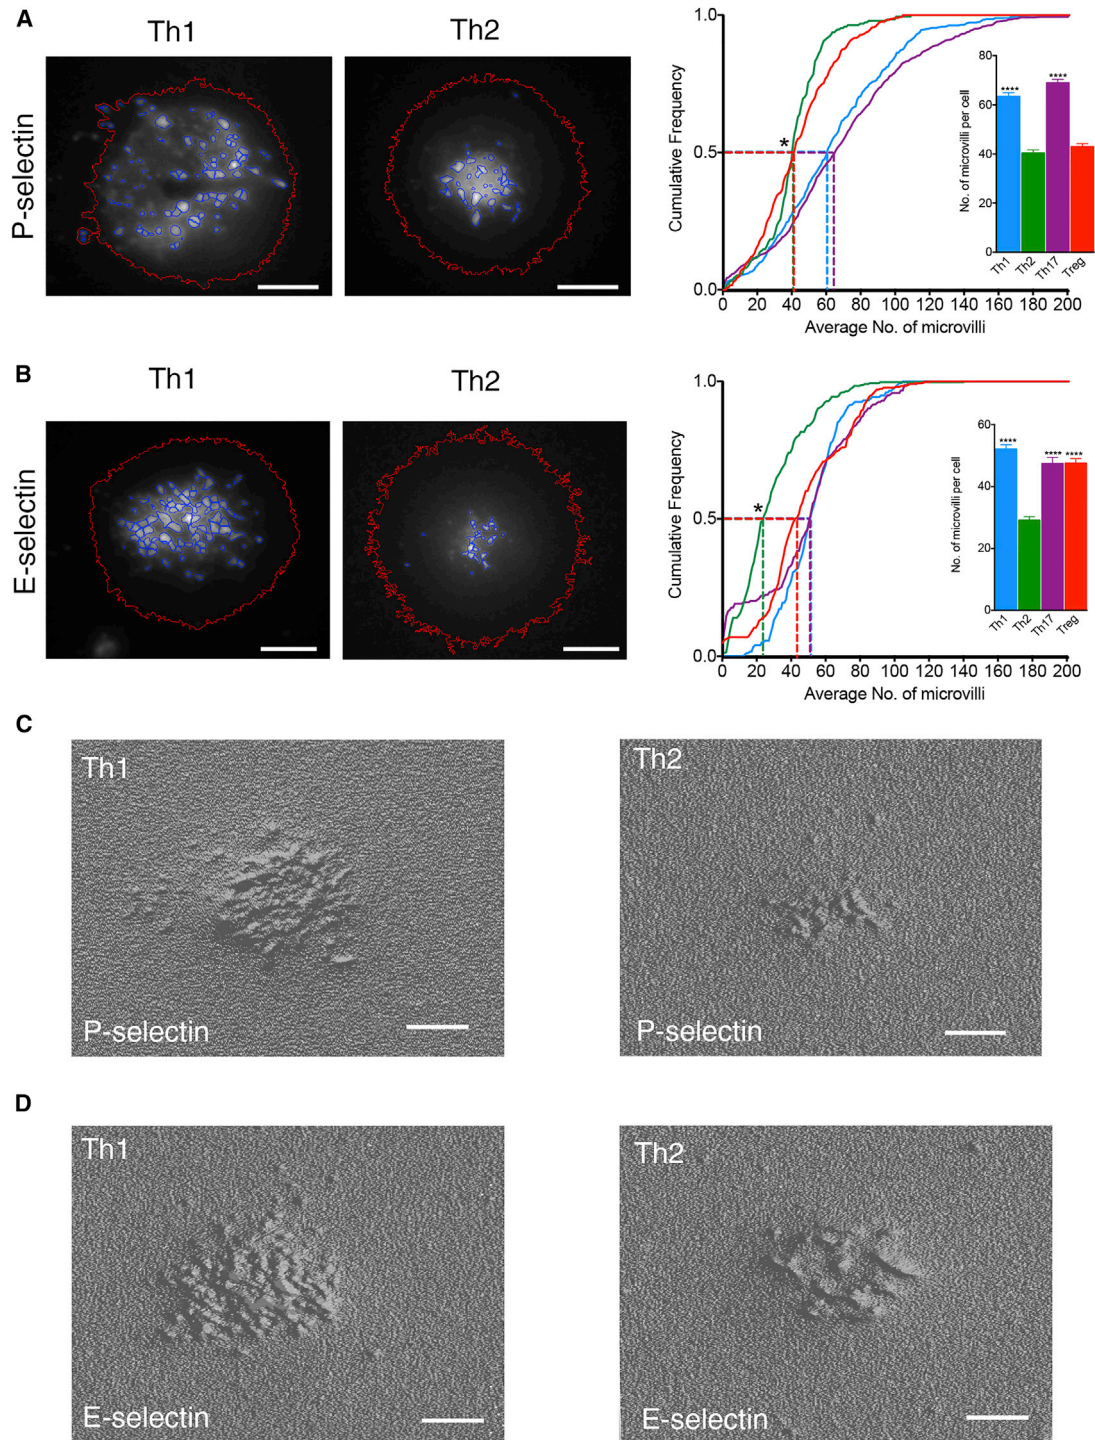 A
Th1
Th2
P-selectin
Cumulative Frequency
1.0
0.5
0.0
*
0 20 40 60 80 100 120 140 160 180 200
Average No. of microvilli
No. of microvilli per cell
80
60
40
20
0
**** ****
Th1 Th2 Th17 Treg
B
Th1
Th2
E-selectin
Cumulative Frequency
1.0
0.5
0.0
*
0 20 40 60 80 100 120 140 160 180 200
Average No. of microvilli
No. of microvilli per cell
60
40
20
0
**** **** ****
Th1 Th2 Th17 Treg
C
Th1
P-selectin
Th2
P-selectin
D
Th1
E-selectin
Th2
E-selectin